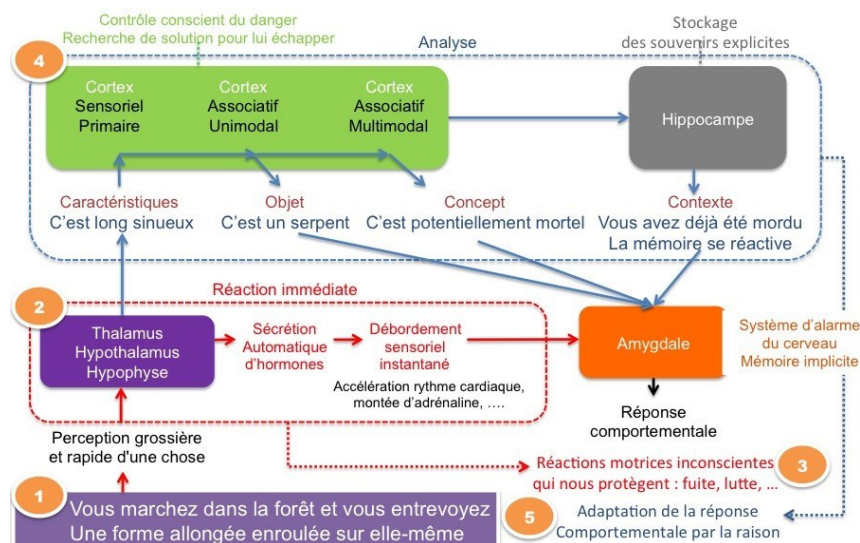 Contrôle conscient du danger
Recherche de solution pour lui échapper
Stockage
des souvenirs explicites
Analyse
4
Cortex
Sensoriel
Primaire
Cortex
Associatif
Unimodal
Cortex
Associatif
Multimodal
Hippocampe
Caractéristiques
C'est long sinueux
Objet
C'est un serpent
Concept
C'est potentiellement mortel
Contexte
Vous avez déjà été mordu
La mémoire se réactive
2
Réaction immédiate
Thalamus
Hypothalamus
Hypophyse
Sécrétion
Automatique
d'hormones
Débordement
sensoriel
instantané
Accélération rythme cardiaque,
montée d'adrénaline, ....
Amygdale
Système d'alarme
du cerveau
Mémoire implicite
Réponse
comportementale
Perception grossière
et rapide d'une chose
Réactions motrices inconscientes
qui nous protègent : fuite, lutte, ...
3
1
Vous marchez dans la forêt et vous entrevoyez
Une forme allongée enroulée sur elle-même
5
Adaptation de la réponse
Comportementale par la raison